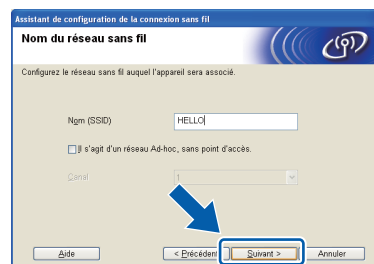 Assistant de configuration de la connexion sans fil
Nom du réseau sans fil
Configurez le réseau sans fil auquel l'appareil sera associé.
Nom (SSID) HELLO
Il s'agit d'un réseau Ad-hoc, sans point d'accès.
Canal 1
Aide < Précédent Suivant > Annuler